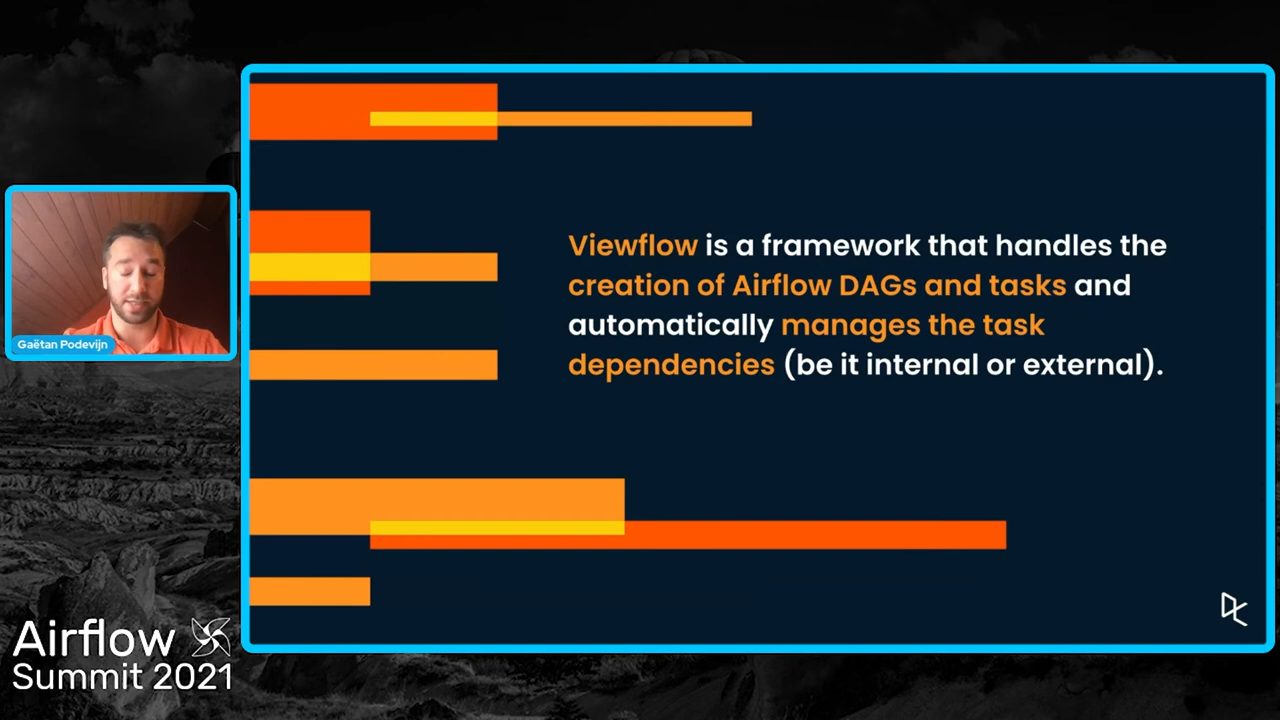 Viewflow is a framework that handles the
creation of Airflow DAGs and tasks and
automatically manages the task
dependencies (be it internal or external).
Gaëtan Podevijn
Airflow
Summit 2021